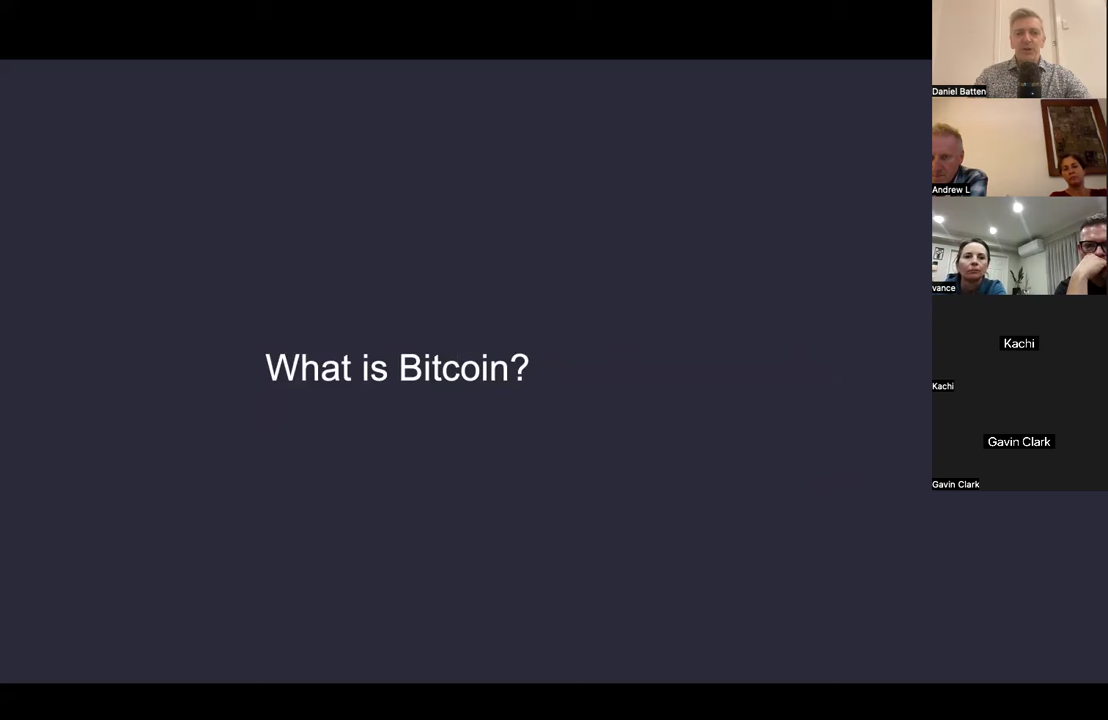 What is Bitcoin?
Daniel Batten
Andrew L
vance
Kachi
Kachi
Gavin Clark
Gavin Clark